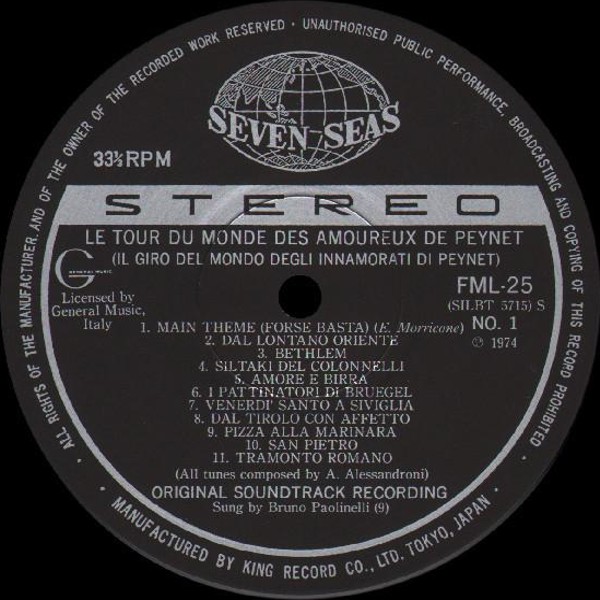 ALL RIGHTS OF THE MANUFACTURER, AND OF THE OWNER OF THE RECORDED WORK RESERVED · UNAUTHORISED PUBLIC PERFORMANCE, BROADCASTING AND COPYING OF THIS RECORD PROHIBITED ·
SEVEN SEAS
33⅓ RPM
STEREO
LE TOUR DU MONDE DES AMOUREUX DE PEYNET
(IL GIRO DEL MONDO DEGLI INNAMORATI DI PEYNET)
G
GENERAL MUSIC
Licensed by
General Music,
Italy
FML-25
(SILBT 5715) S
NO. 1
℗ 1974
1. MAIN THEME (FORSE BASTA) (E. Morricone)
2. DAL LONTANO ORIENTE
3. BETHLEM
4. SILTAKI DEL COLONNELLI
5. AMORE E BIRRA
6. I PATTINATORI DI BRUEGEL
7. VENERDI' SANTO A SIVIGLIA
8. DAL TIROLO CON AFFETTO
9. PIZZA ALLA MARINARA
10. SAN PIETRO
11. TRAMONTO ROMANO
(All tunes composed by A. Alessandroni)
ORIGINAL SOUNDTRACK RECORDING
Sung by Bruno Paolinelli (9)
· MANUFACTURED BY KING RECORD CO., LTD. TOKYO, JAPAN ·